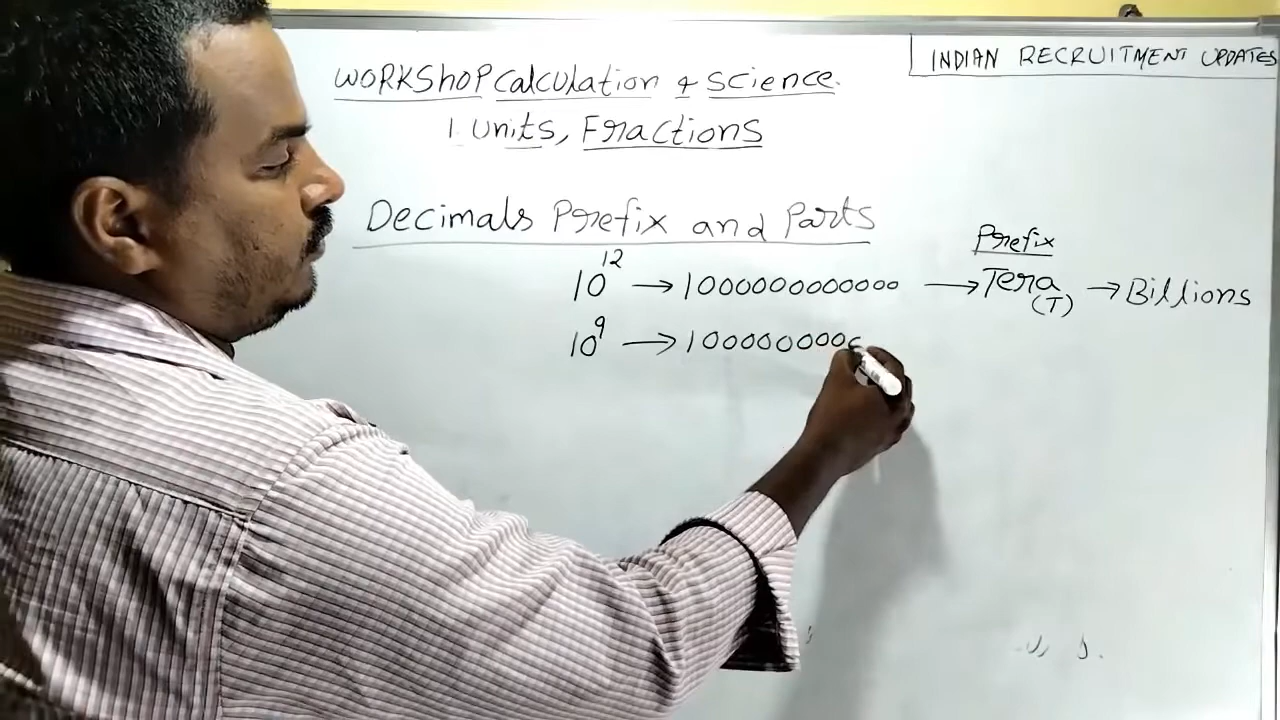 INDIAN RECRUITMENT UPDATES
WORKSHOP Calculation & Science.
1. Units, Fractions
Decimals Prefix and Parts
Prefix
10^12 → 1000000000000 → Tera (T) → Billions
10^9 → 1000000000